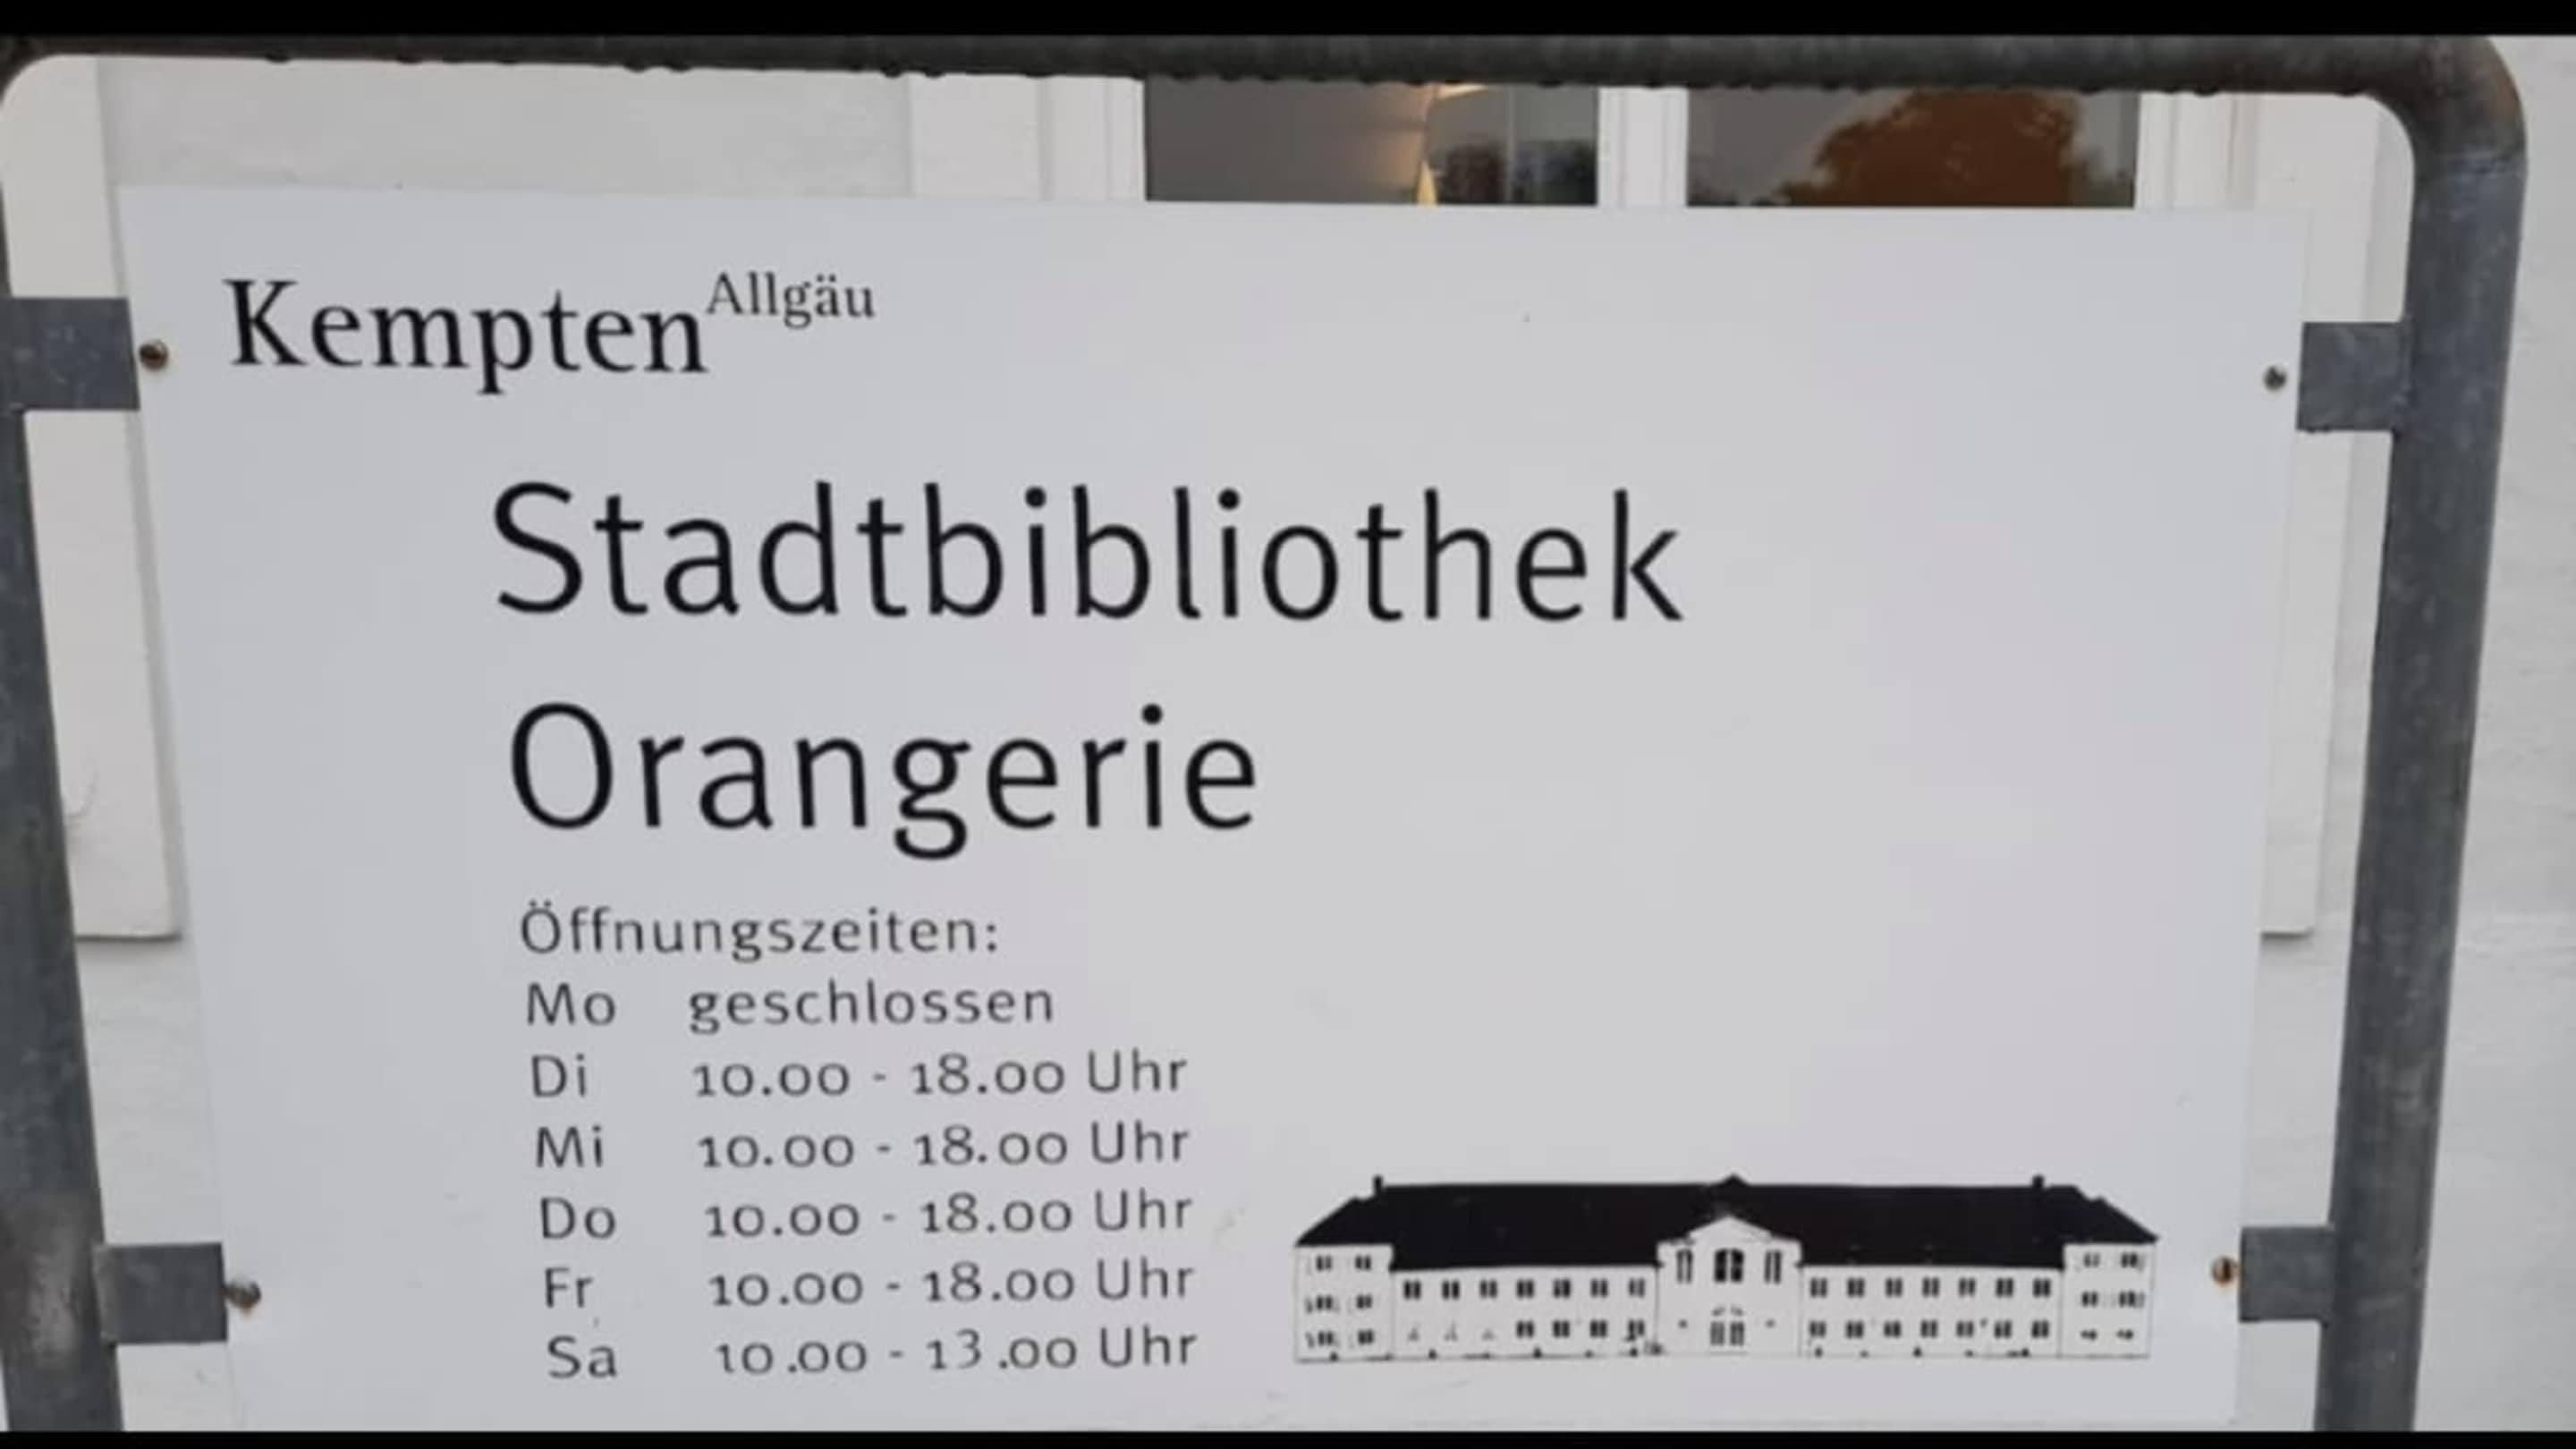 Kempten Allgäu
Stadtbibliothek
Orangerie
Öffnungszeiten:
Mo geschlossen
Di 10.00 - 18.00 Uhr
Mi 10.00 - 18.00 Uhr
Do 10.00 - 18.00 Uhr
Fr 10.00 - 18.00 Uhr
Sa 10.00 - 13.00 Uhr